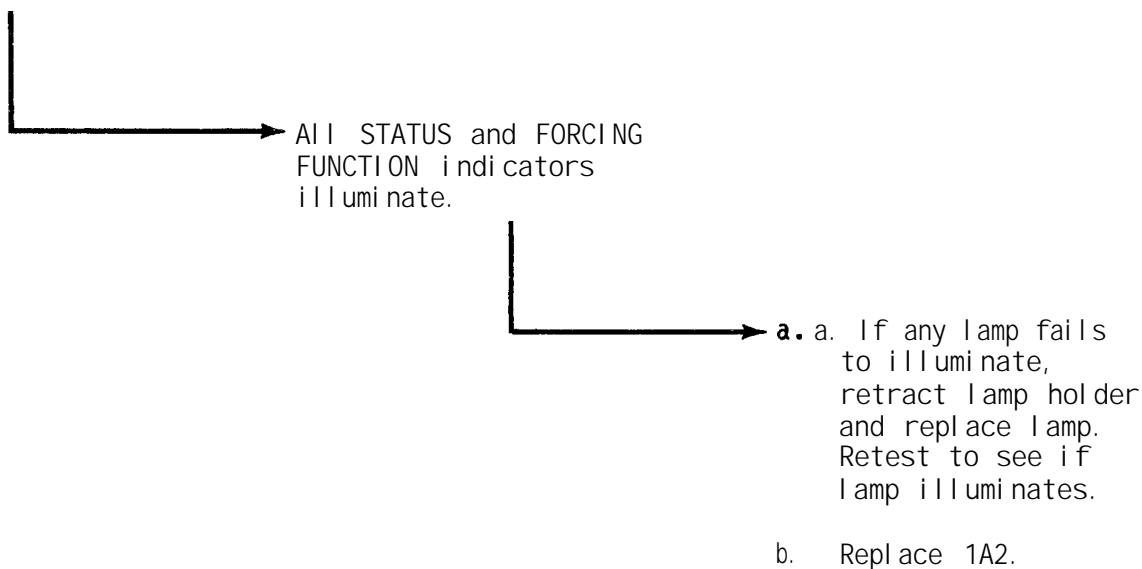 All STATUS and FORCING
FUNCTION indicators
illuminate.
a. a. If any lamp fails
to illuminate,
retract lamp holder
and replace lamp.
Retest to see if
lamp illuminates.
b. Replace 1A2.